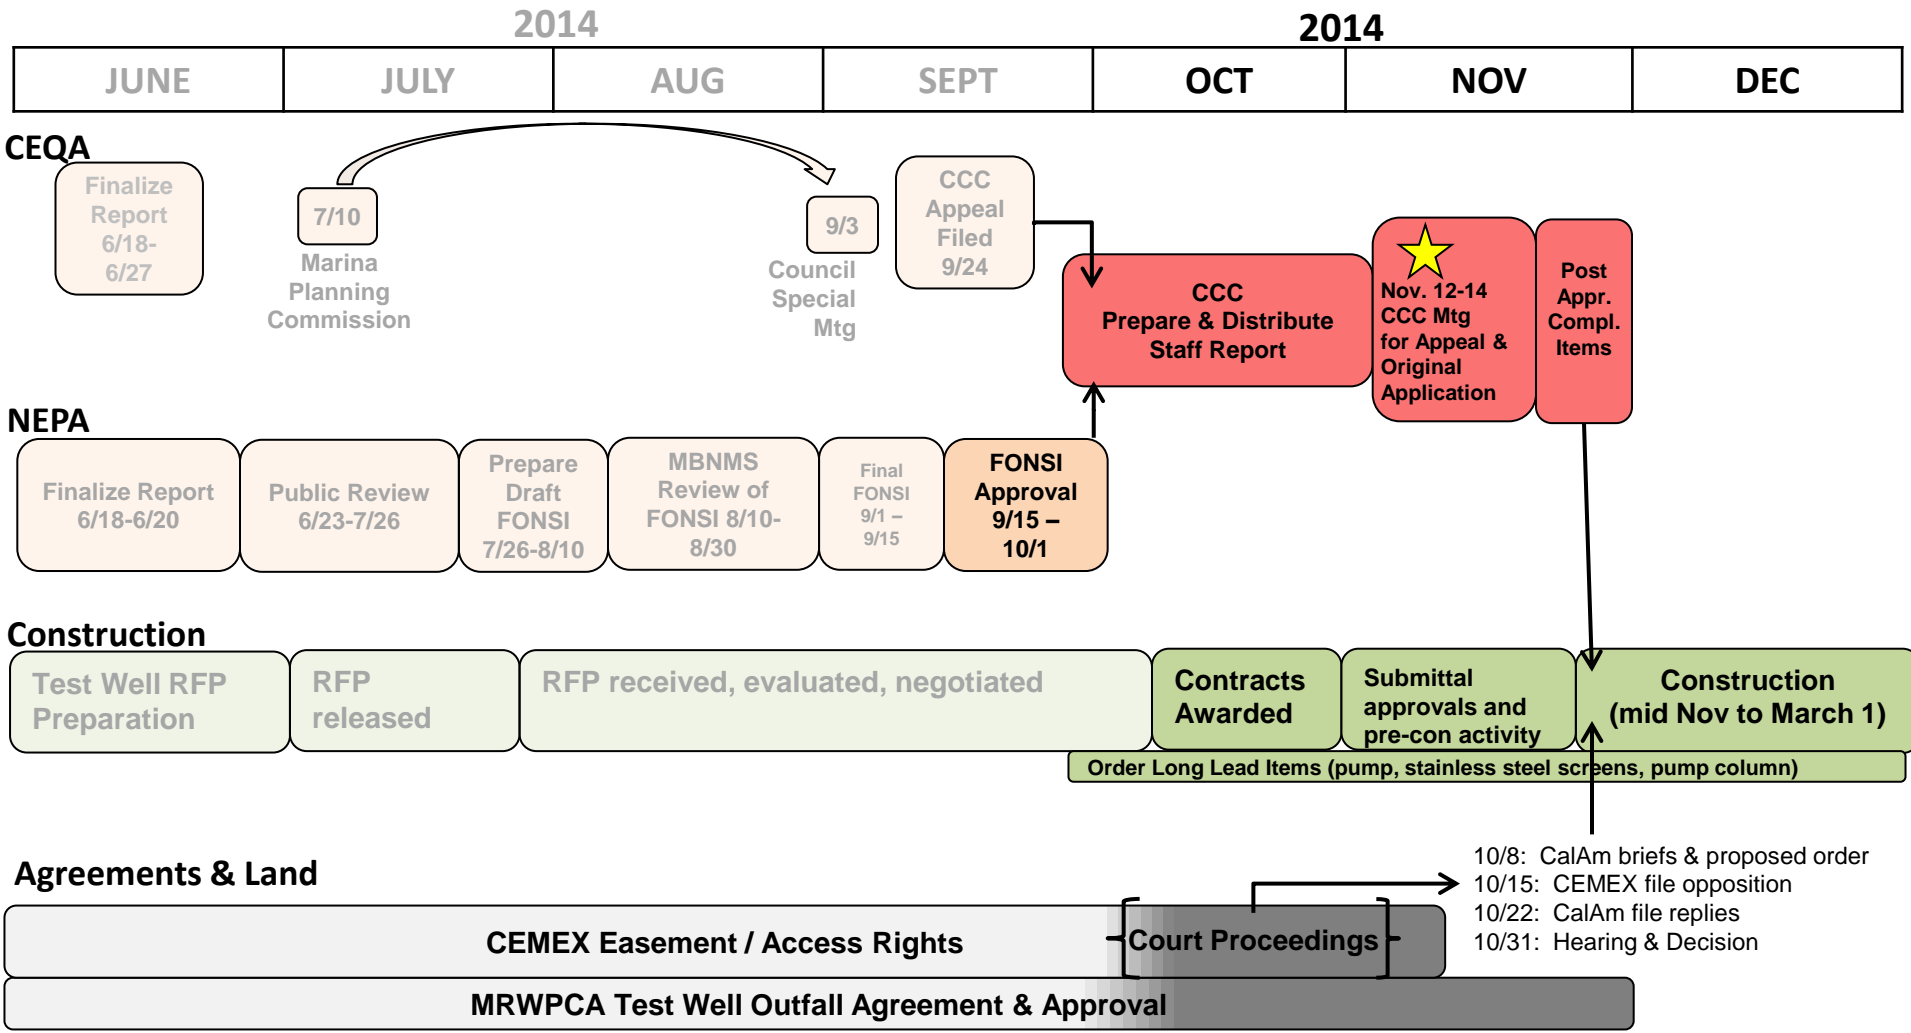 2014
2014
JUNE
JULY
AUG
SEPT
OCT
NOV
DEC
CEQA
Finalize
Report
6/18-
6/27
7/10
Marina
Planning
Commission
9/3
Council
Special
Mtg
CCC
Appeal
Filed
9/24
CCC
Prepare & Distribute
Staff Report
Nov. 12-14
CCC Mtg
for Appeal &
Original
Application
Post
Appr.
Compl.
Items
NEPA
Finalize Report
6/18-6/20
Public Review
6/23-7/26
Prepare
Draft
FONSI
7/26-8/10
MBNMS
Review of
FONSI 8/10-
8/30
Final
FONSI
9/1 –
9/15
FONSI
Approval
9/15 –
10/1
Construction
Test Well RFP
Preparation
RFP
released
RFP received, evaluated, negotiated
Contracts
Awarded
Submittal
approvals and
pre-con activity
Construction
(mid Nov to March 1)
Order Long Lead Items (pump, stainless steel screens, pump column)
Agreements & Land
10/8: CalAm briefs & proposed order
10/15: CEMEX file opposition
10/22: CalAm file replies
10/31: Hearing & Decision
CEMEX Easement / Access Rights
Court Proceedings
MRWPCA Test Well Outfall Agreement & Approval